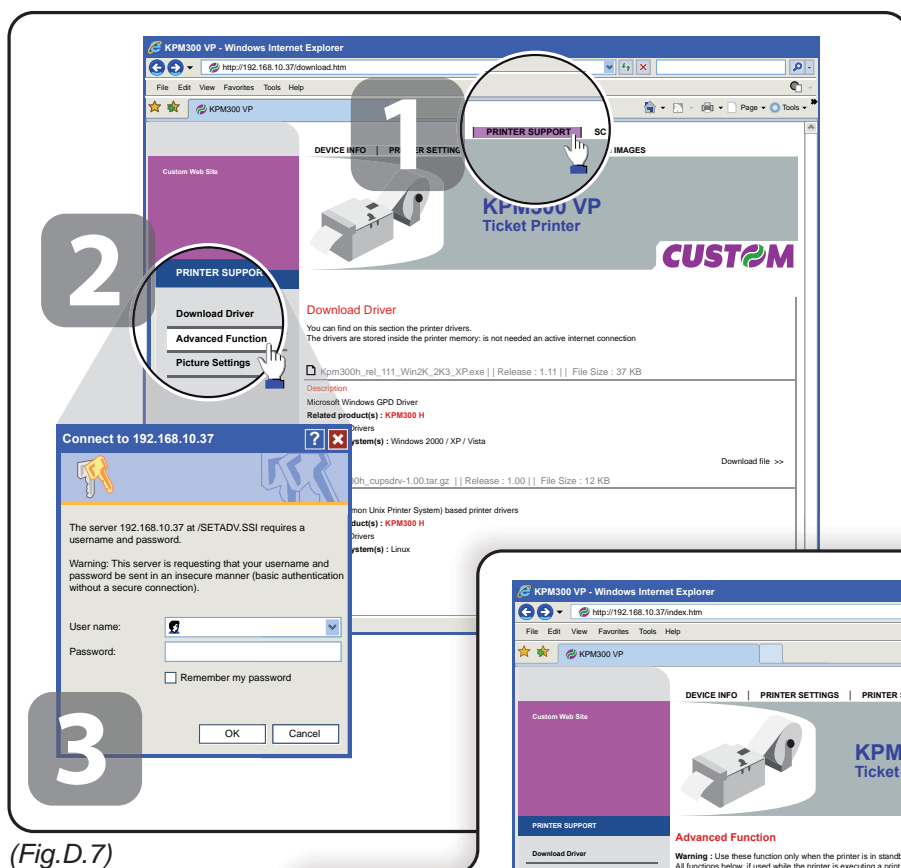 KPM300 VP - Windows Internet Explorer
http://192.168.10.37/download.htm
File Edit View Favorites Tools Help
KPM300 VP
Page Tools
1
PRINTER SUPPORT
DEVICE INFO | IMAGES
Custom Web Site
KPM300 VP
Ticket Printer
CUSTOM
2
PRINTER SUPPOR
Download Driver
Advanced Function
Picture Settings
Download Driver
You can find on this section the printer drivers.
The drivers are stored inside the printer memory: is not needed an active internet connection
Kpm300h_rel_111_Win2K_2K3_XP.exe | | Release : 1.11 | | File Size : 37 KB
Description
Microsoft Windows GPD Driver
Related product(s) : KPM300 H
Drivers
ystem(s) : Windows 2000 / XP / Vista
Download file >>
00h_cupsdrv-1.00.tar.gz | | Release : 1.00 | | File Size : 12 KB
mon Unix Printer System) based printer drivers
duct(s) : KPM300 H
Drivers
ystem(s) : Linux
Connect to 192.168.10.37
The server 192.168.10.37 at /SETADV.SSI requires a
username and password.
Warning: This server is requesting that your username and
password be sent in an insecure manner (basic authentication
without a secure connection).
User name:
Password:
Remember my password
OK Cancel
3
KPM300 VP - Windows Internet Explorer
http://192.168.10.37/index.htm
File Edit View Favorites Tools Help
KPM300 VP
DEVICE INFO | PRINTER SETTINGS | PRINTER
Custom Web Site
KPM
Ticket
PRINTER SUPPORT
Download Driver
Advanced Function
Warning : Use these function only when the printer is in standb
All functions below, if used while the printer is executing a print
(Fig.D.7)